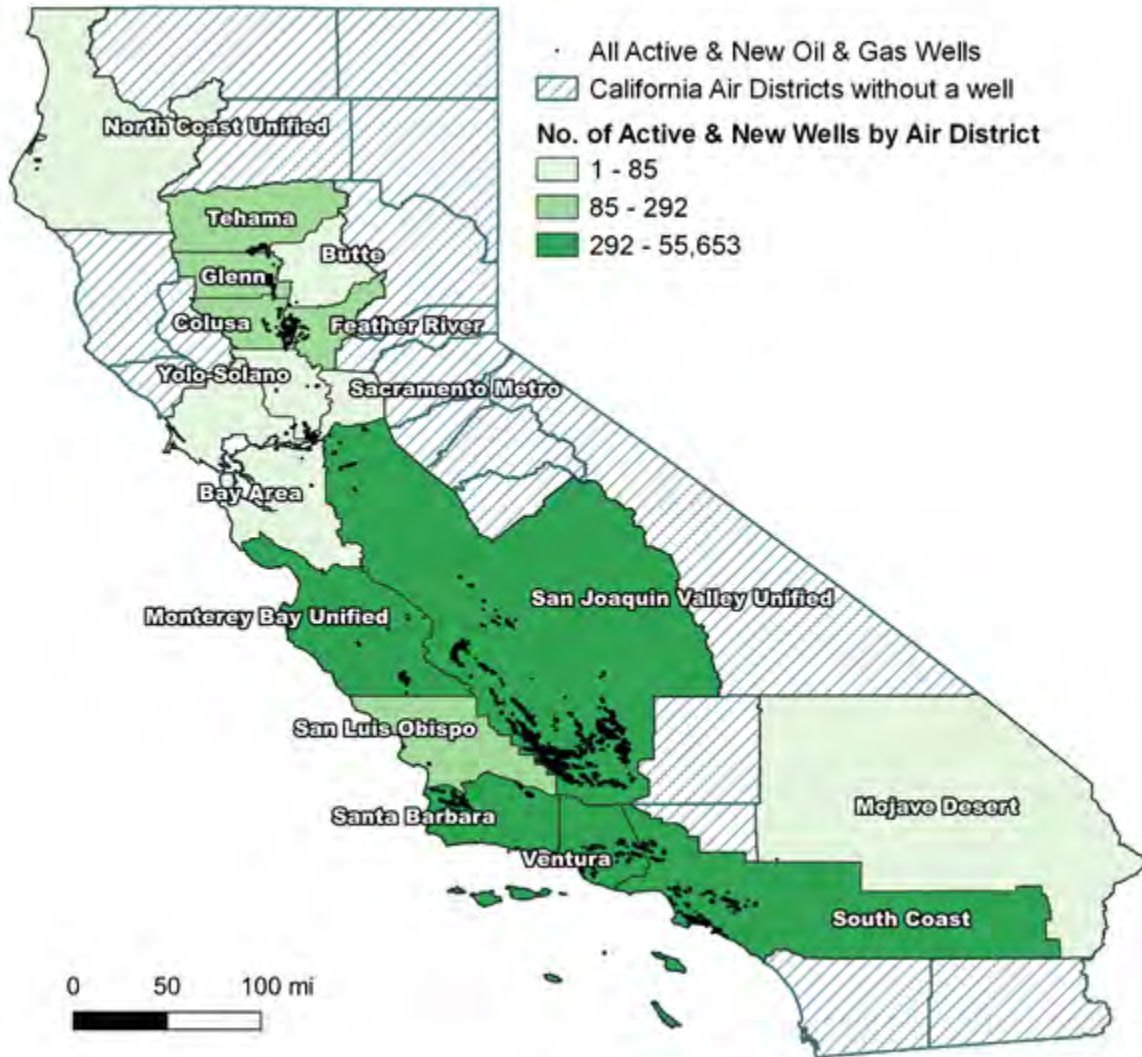 All Active & New Oil & Gas Wells
California Air Districts without a well
No. of Active & New Wells by Air District
1 - 85
85 - 292
292 - 55,653
North Coast Unified
Tehama
Butte
Glenn
Colusa
Feather River
Yolo-Solano
Sacramento Metro
Bay Area
San Joaquin Valley Unified
Monterey Bay Unified
San Luis Obispo
Mojave Desert
Santa Barbara
Ventura
South Coast
0 50 100 mi